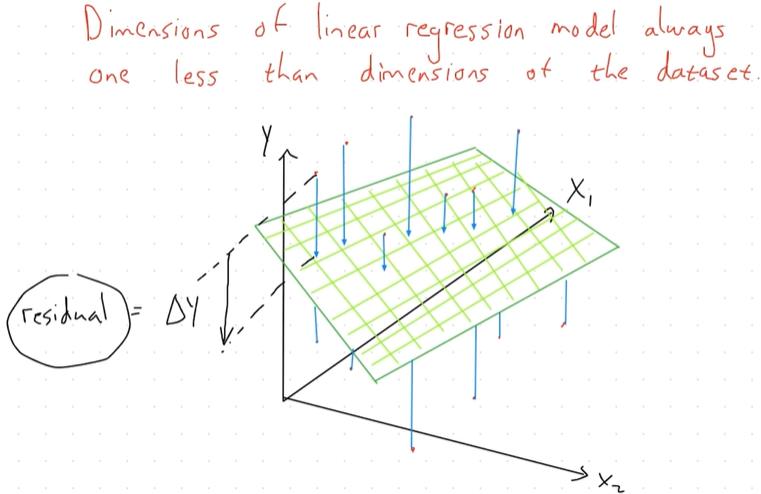 Dimensions of linear regression model always
one less than dimensions of the dataset.
Y
X₁
residual = ΔY
X₂